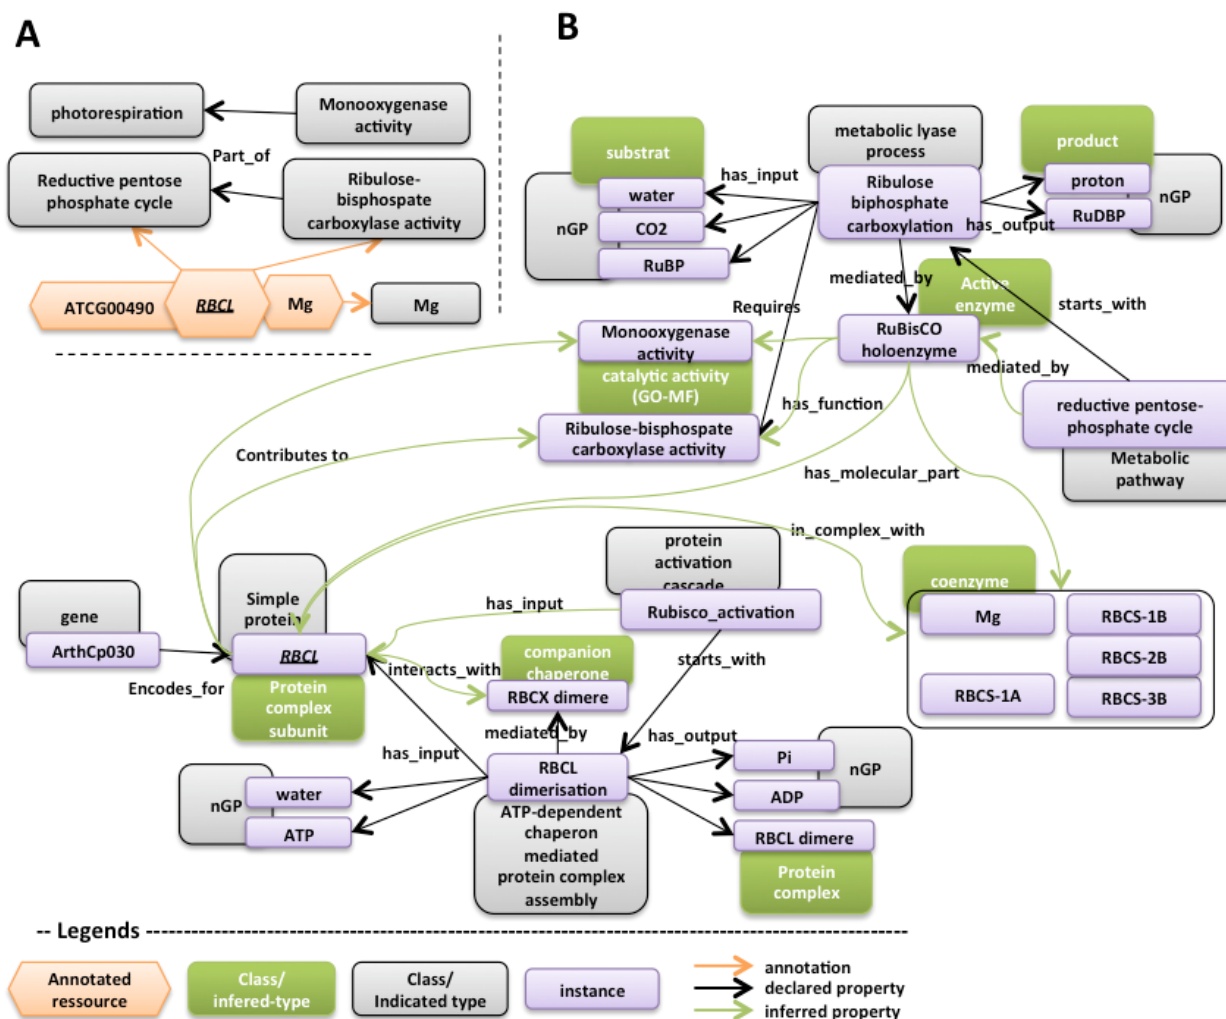 A
photorespiration
Monooxygenase
activity
Part_of
Reductive pentose
phosphate cycle
Ribulose-
bispphospate
carboxylase activity
ATCG00490
RBCL
Mg
Mg
B
metabolic lyase
process
substrat
product
has_input
water
nGP
CO2
RuBP
Ribulose
biphosphate
carboxylation
proton
RuDBP
nGP
has_output
mediated_by
Active
enzyme
starts_with
Requires
Monooxygenase
activity
catalytic activity
(GO-MF)
RuBisCO
holoenzyme
mediated_by
has_function
Ribulose-bisphospate
carboxylase activity
reductive pentose-
phosphate cycle
Metabolic
pathway
Contributes to
has_molecular_part
in_complex_with
protein
activation
cascade
Rubisco_activation
coenzyme
Mg
RBCS-1B
RBCS-2B
RBCS-1A
RBCS-3B
gene
ArthCp030
Encodes_for
Simple
protein
RBCL
Protein
complex
subunit
has_input
interacts_with
companion
chaperone
RBCX dimere
starts_with
mediated_by
has_input
has_output
nGP
water
ATP
RBCL
dimerisation
ATP-dependent
chaperon
mediated
protein complex
assembly
Pi
nGP
ADP
RBCL dimere
Protein
complex
-- Legends --
Annotated
ressource
Class/
infered-type
Class/
Indicated type
instance
annotation
declared property
inferred property